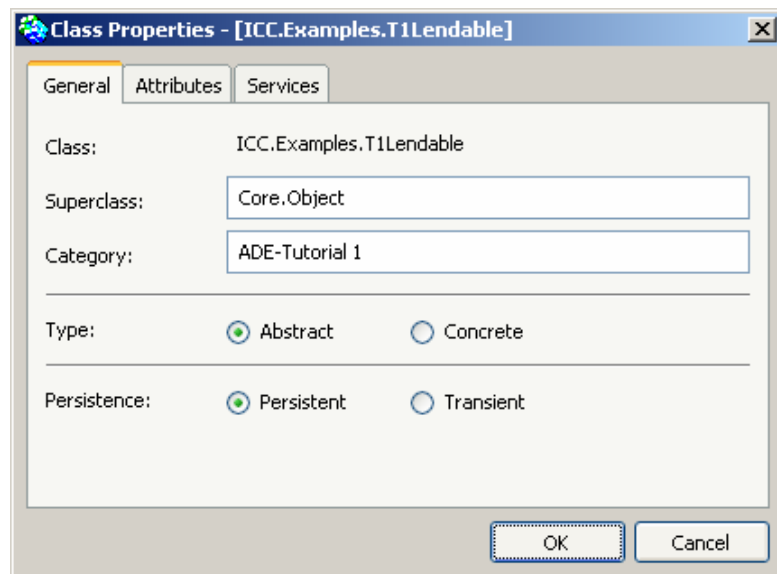 Class Properties - [ICC.Examples.T1Lendable]
General Attributes Services
Class: ICC.Examples.T1Lendable
Superclass: Core.Object
Category: ADE-Tutorial 1
Type: Abstract Concrete
Persistence: Persistent Transient
OK Cancel